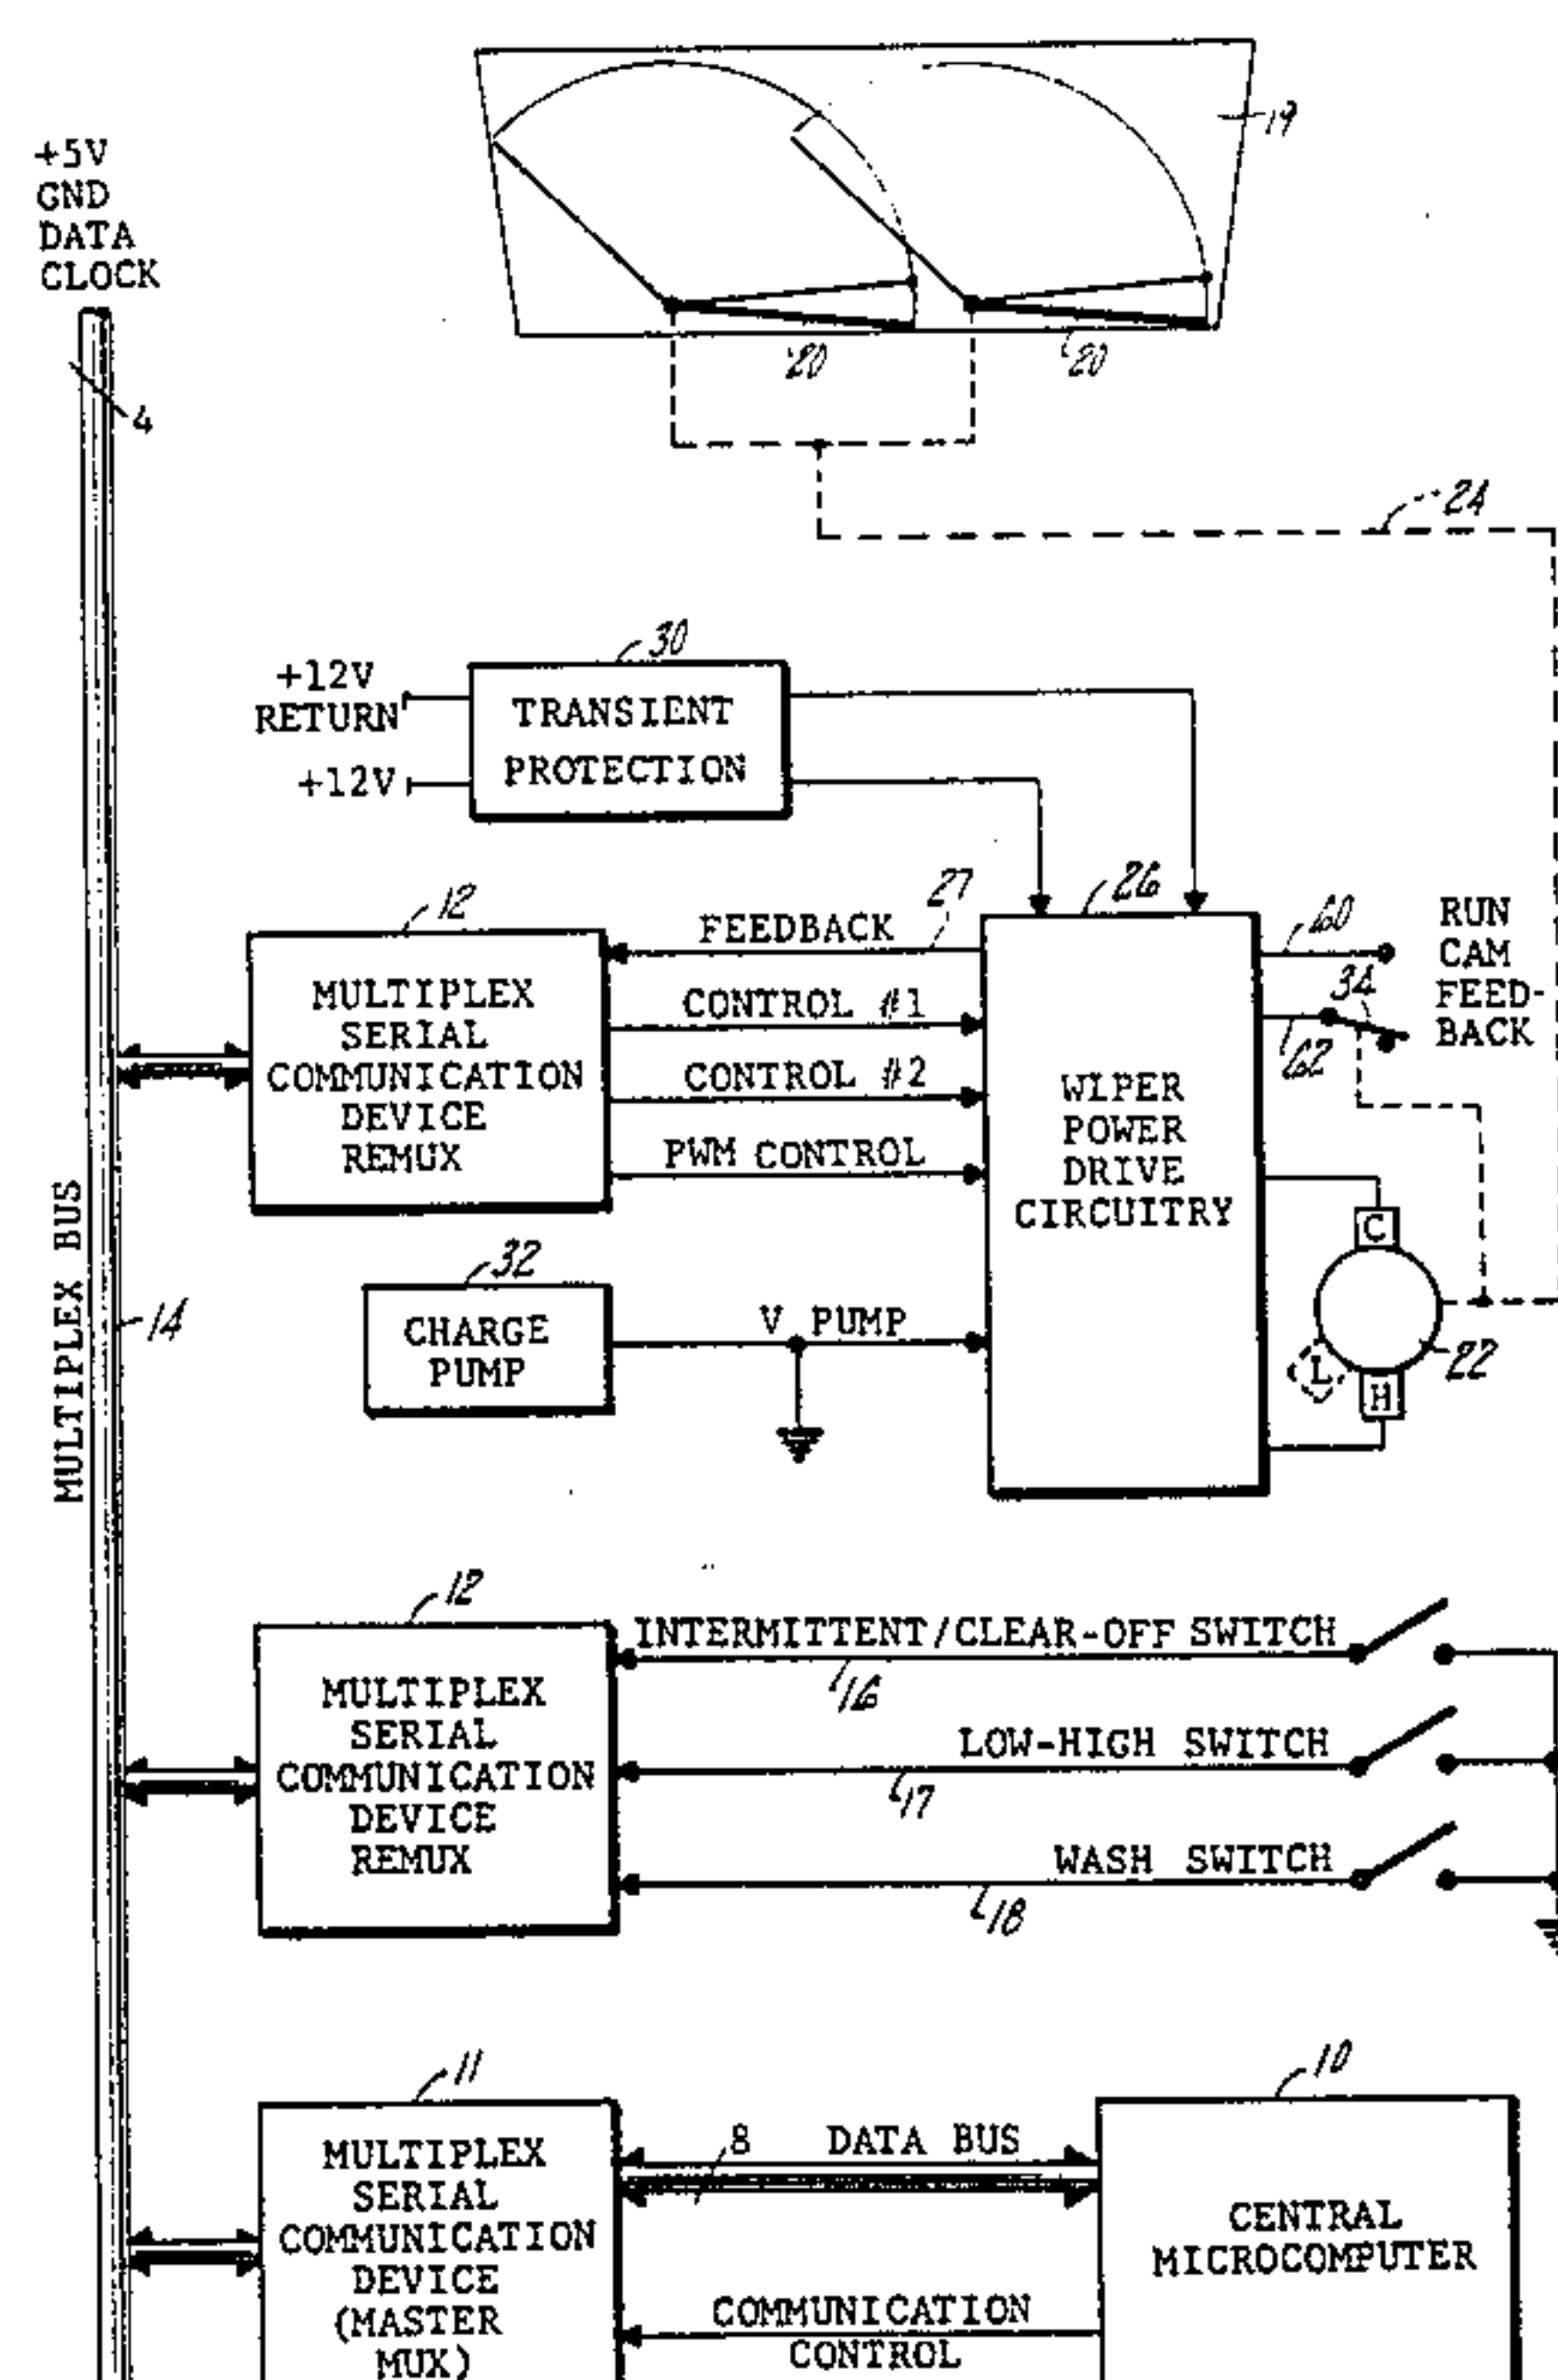 19
+5V
GND
DATA
CLOCK
20
20
4
24
30
+12V
RETURN
TRANSIENT
PROTECTION
+12V
12
27
26
60
RUN
CAM
FEED-
BACK
FEEDBACK
34
62
MULTIPLEX
SERIAL
COMMUNICATION
DEVICE
REMUX
CONTROL #1
CONTROL #2
PWM CONTROL
WIPER
POWER
DRIVE
CIRCUITRY
C
MULTIPLEX BUS
14
32
CHARGE
PUMP
V PUMP
22
L
H
12
INTERMITTENT/CLEAR-OFF SWITCH
16
MULTIPLEX
SERIAL
COMMUNICATION
DEVICE
REMUX
LOW-HIGH SWITCH
17
WASH SWITCH
18
11
10
MULTIPLEX
SERIAL
COMMUNICATION
DEVICE
(MASTER
MUX)
8 DATA BUS
CENTRAL
MICROCOMPUTER
COMMUNICATION
CONTROL